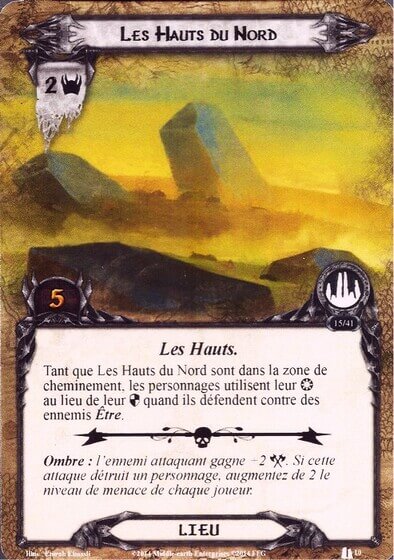 Les Hauts du Nord
2
5
15/41
Les Hauts.
Tant que Les Hauts du Nord sont dans la zone de
cheminement, les personnages utilisent leur
au lieu de leur quand ils défendent contre des
ennemis Être.
Ombre : l'ennemi attaquant gagne +2 . Si cette
attaque détruit un personnage, augmentez de 2 le
niveau de menace de chaque joueur.
LIEU
©2014 Middle-earth Enterprises ©2014 FFG